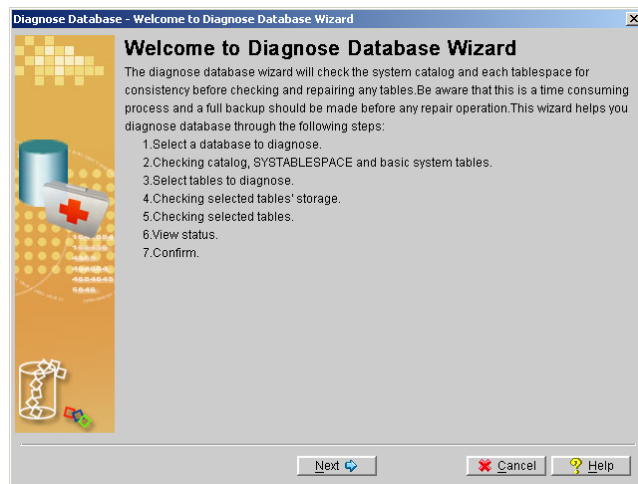 Diagnose Database - Welcome to Diagnose Database Wizard
Welcome to Diagnose Database Wizard
The diagnose database wizard will check the system catalog and each tablespace for
consistency before checking and repairing any tables.Be aware that this is a time consuming
process and a full backup should be made before any repair operation.This wizard helps you
diagnose database through the following steps:
1.Select a database to diagnose.
2.Checking catalog, SYSTABLESPACE and basic system tables.
3.Select tables to diagnose.
4.Checking selected tables' storage.
5.Checking selected tables.
6.View status.
7.Confirm.
Next
Cancel
Help